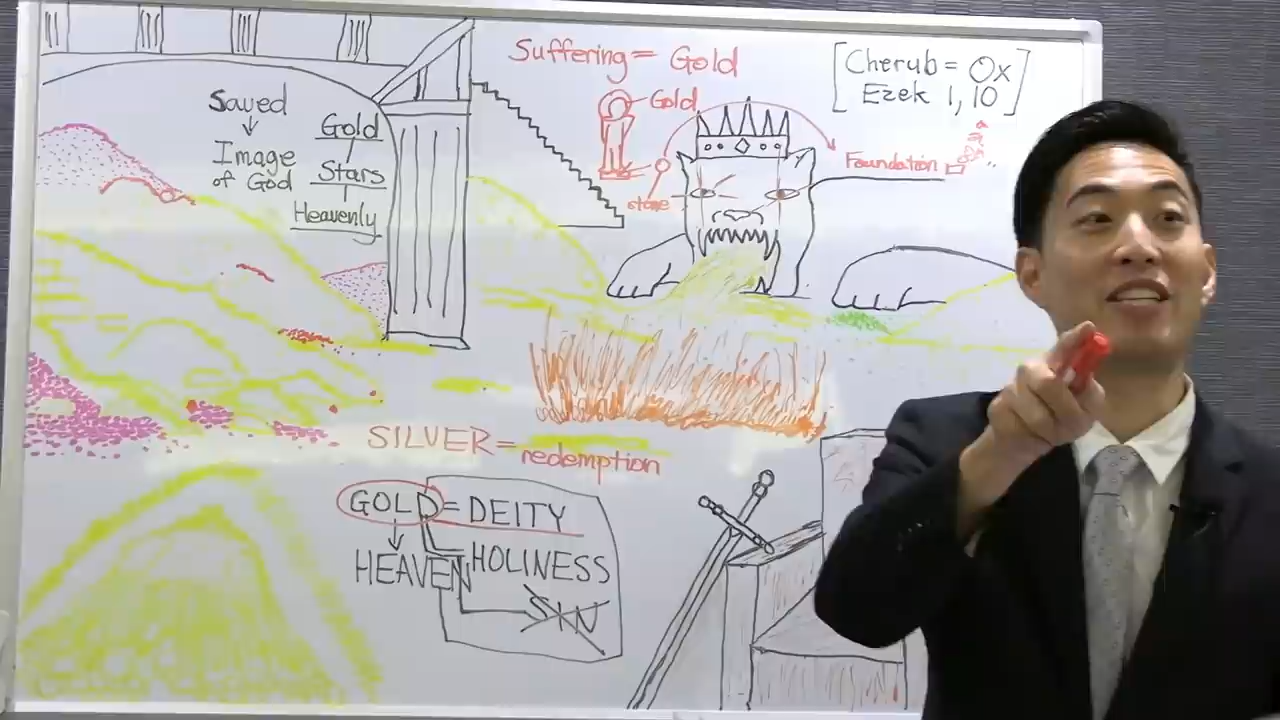 Suffering = Gold
[Cherub = Ox
Ezek 1, 10]
Saved
Image
of God
Gold
Stars
Heavenly
Gold
stone
Foundation
SILVER =
redemption
GOLD = DEITY
HEAVEN
HOLINESS
SIN